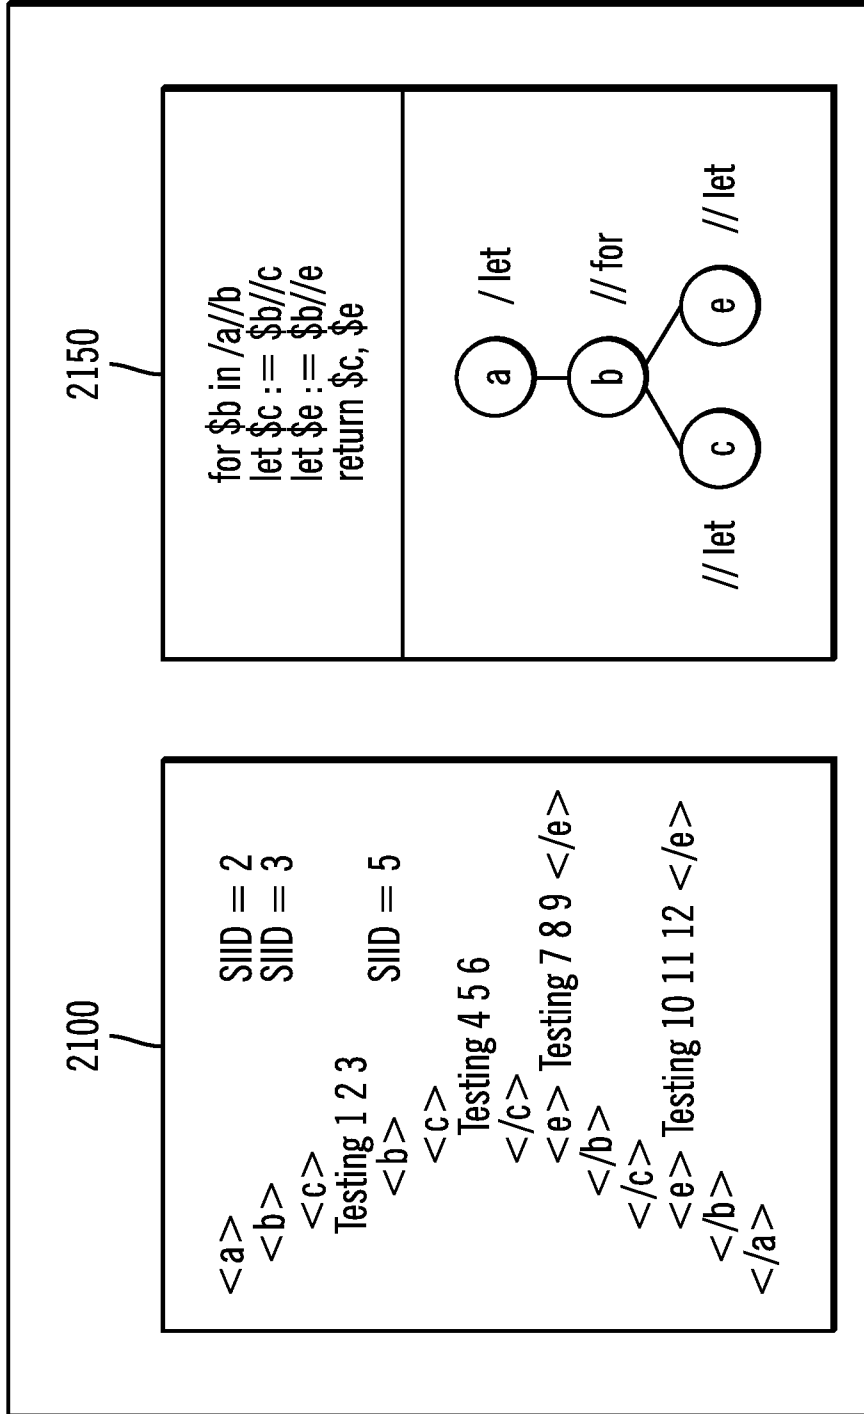 2100
<a> SIID = 2
<b> SIID = 3
<c>
Testing 1 2 3
<b> SIID = 5
<c>
Testing 4 5 6
</c>
<e> Testing 7 8 9 </e>
</b>
</c>
<e> Testing 10 11 12 </e>
</b>
</a>
2150
for $b in /a//b
let $c := $b//c
let $e := $b//e
return $c, $e
a / let
b // for
// let c e // let